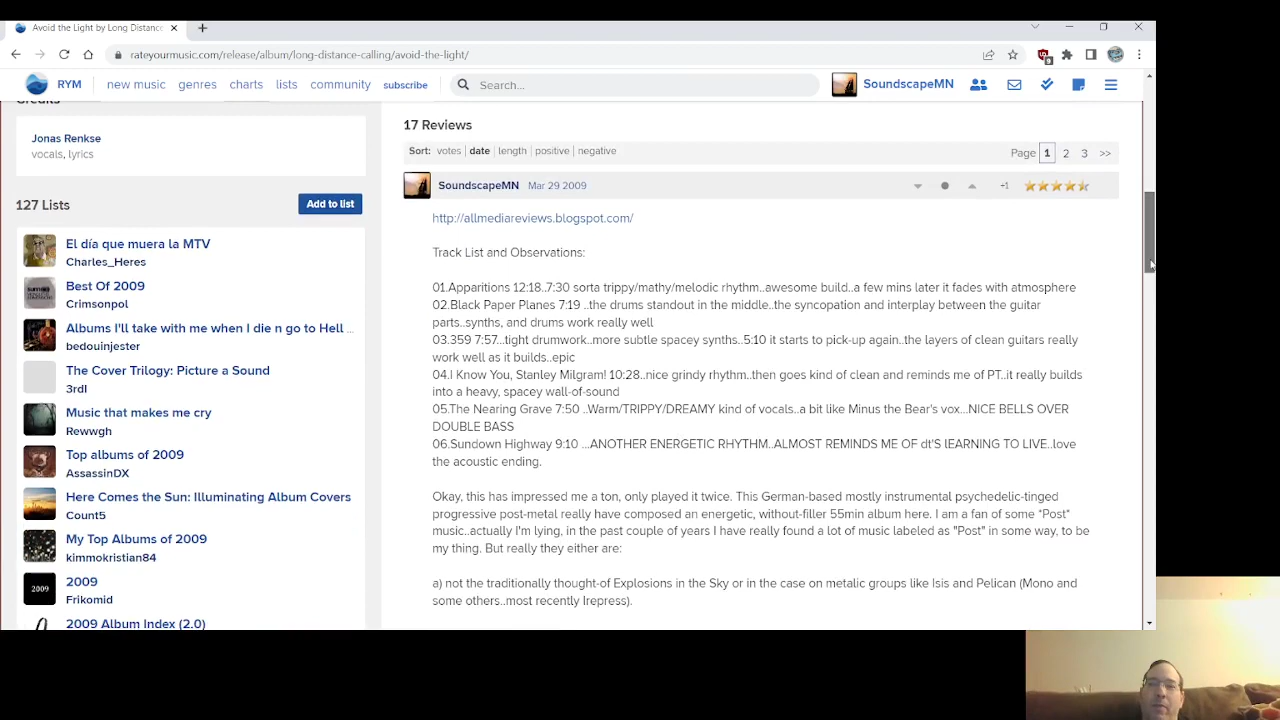 Avoid the Light by Long Distance
rateyourmusic.com/release/album/long-distance-calling/avoid-the-light/
9
RYM
new music
genres
charts
lists
community
subscribe
Search...
SoundscapeMN
Credits
Jonas Renkse
vocals, lyrics
127 Lists
Add to list
El día que muera la MTV
Charles_Heres
Best Of 2009
Crimsonpol
Albums I'll take with me when I die n go to Hell ...
bedouinjester
The Cover Trilogy: Picture a Sound
3rdI
Music that makes me cry
Rewwgh
Top albums of 2009
AssassinDX
Here Comes the Sun: Illuminating Album Covers
Count5
My Top Albums of 2009
kimmokristian84
2009
2009
Frikomid
2009 Album Index (2.0)
17 Reviews
Sort: votes | date | length | positive | negative
Page 1 2 3 >>
SoundscapeMN Mar 29 2009
+1
http://allmediareviews.blogspot.com/
Track List and Observations:
01.Apparitions 12:18..7:30 sorta trippy/mathy/melodic rhythm..awesome build..a few mins later it fades with atmosphere
02.Black Paper Planes 7:19 ..the drums standout in the middle..the syncopation and interplay between the guitar
parts..synths, and drums work really well
03.359 7:57..tight drumwork..more subtle spacey synths..5:10 it starts to pick-up again..the layers of clean guitars really
work well as it builds..epic
04.I Know You, Stanley Milgram! 10:28..nice grindy rhythm..then goes kind of clean and reminds me of PT..it really builds
into a heavy, spacey wall-of-sound
05.The Nearing Grave 7:50 ..Warm/TRIPPY/DREAMY kind of vocals..a bit like Minus the Bear's vox...NICE BELLS OVER
DOUBLE BASS
06.Sundown Highway 9:10 ...ANOTHER ENERGETIC RHYTHM..ALMOST REMINDS ME OF dt'S lEARNING TO LIVE..love
the acoustic ending.
Okay, this has impressed me a ton, only played it twice. This German-based mostly instrumental psychedelic-tinged
progressive post-metal really have composed an energetic, without-filler 55min album here. I am a fan of some "Post"
music..actually I'm lying, in the past couple of years I have really found a lot of music labeled as "Post" in some way, to be
my thing. But really they either are:
a) not the traditionally thought-of Explosions in the Sky onth the case on metalic groups like Isis and Pelican (Mono and
some others..most recently Irepress).